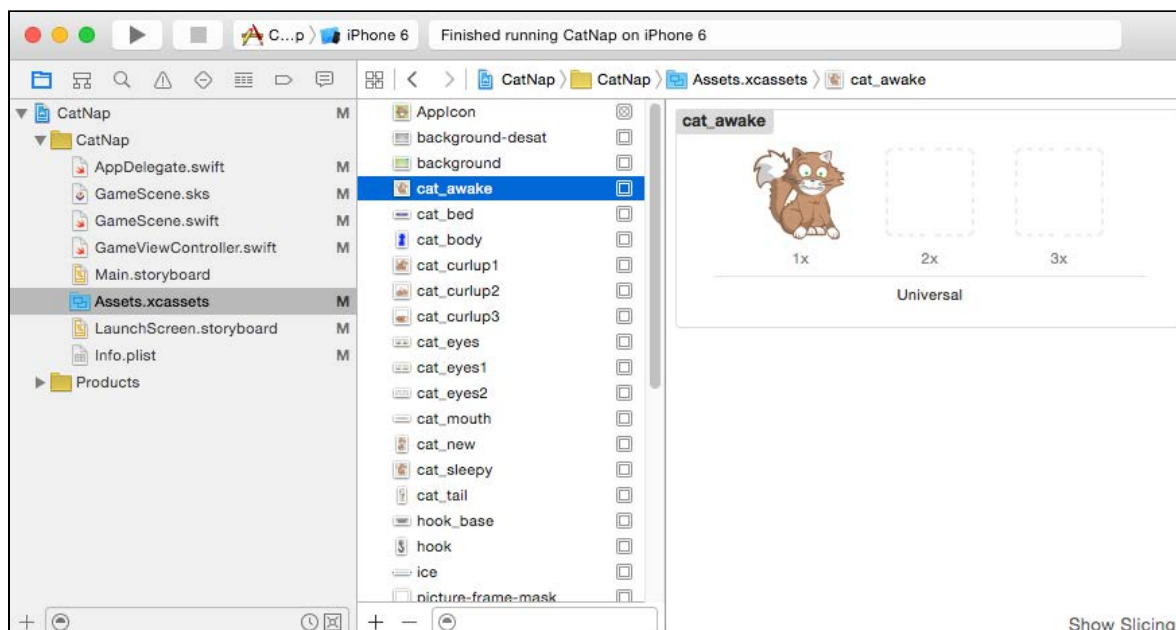 C...p iPhone 6 Finished running CatNap on iPhone 6
CatNap CatNap Assets.xcassets cat_awake
CatNap M
CatNap
AppDelegate.swift M
GameScene.sks M
GameScene.swift M
GameViewController.swift M
Main.storyboard
Assets.xcassets M
LaunchScreen.storyboard M
Info.plist M
Products
AppIcon
background-desat
background
cat_awake
cat_bed
cat_body
cat_curlup1
cat_curlup2
cat_curlup3
cat_eyes
cat_eyes1
cat_eyes2
cat_mouth
cat_new
cat_sleepy
cat_tail
hook_base
hook
ice
picture-frame-mask
cat_awake
1x 2x 3x
Universal
Show Slicing